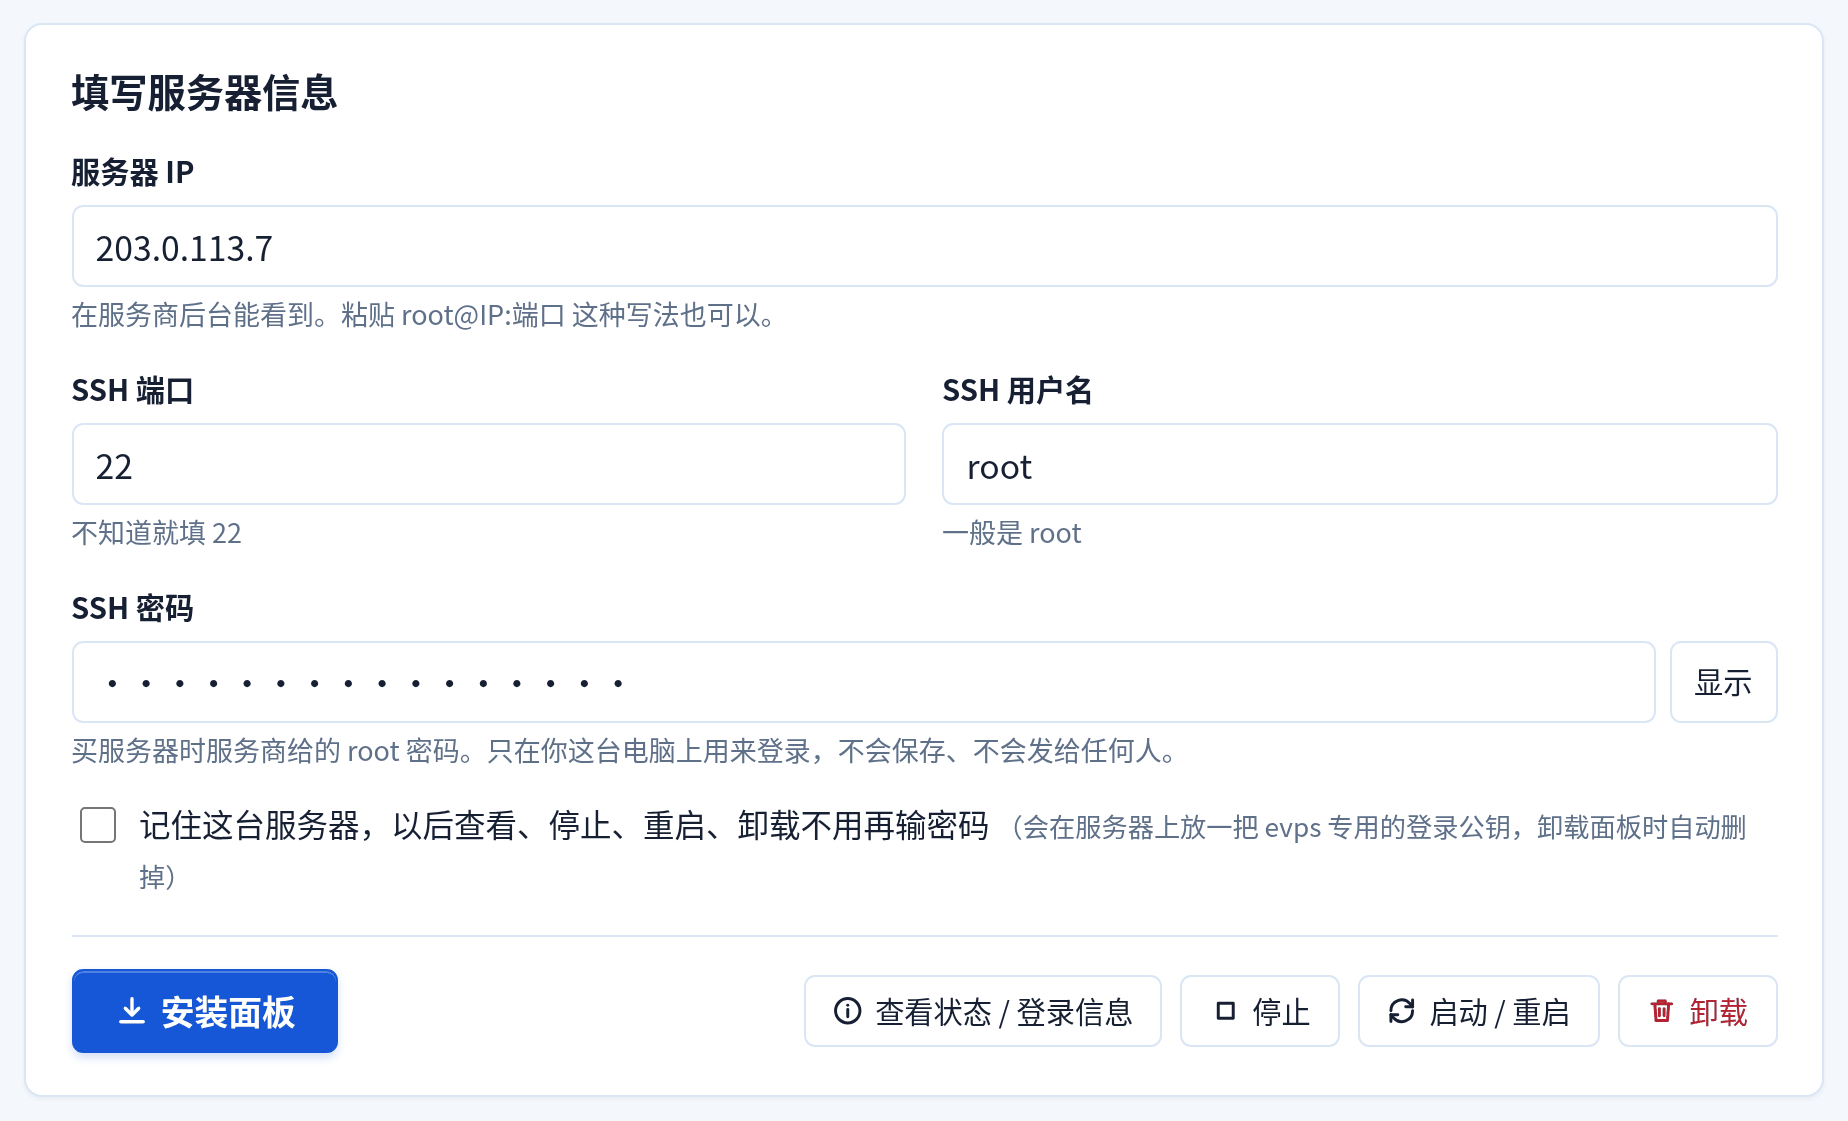 填写服务器信息
服务器 IP
203.0.113.7
在服务商后台能看到。粘贴 root@IP:端口 这种写法也可以。
SSH 端口
SSH 用户名
22
root
不知道就填 22
一般是 root
SSH 密码
••••••••••••••••
显示
买服务器时服务商给的 root 密码。只在你这台电脑上用来登录，不会保存、不会发给任何人。
记住这台服务器，以后查看、停止、重启、卸载不用再输密码（会在服务器上放一把 evps 专用的登录公钥，卸载面板时自动删
掉）
安装面板
查看状态 / 登录信息
停止
启动 / 重启
卸载